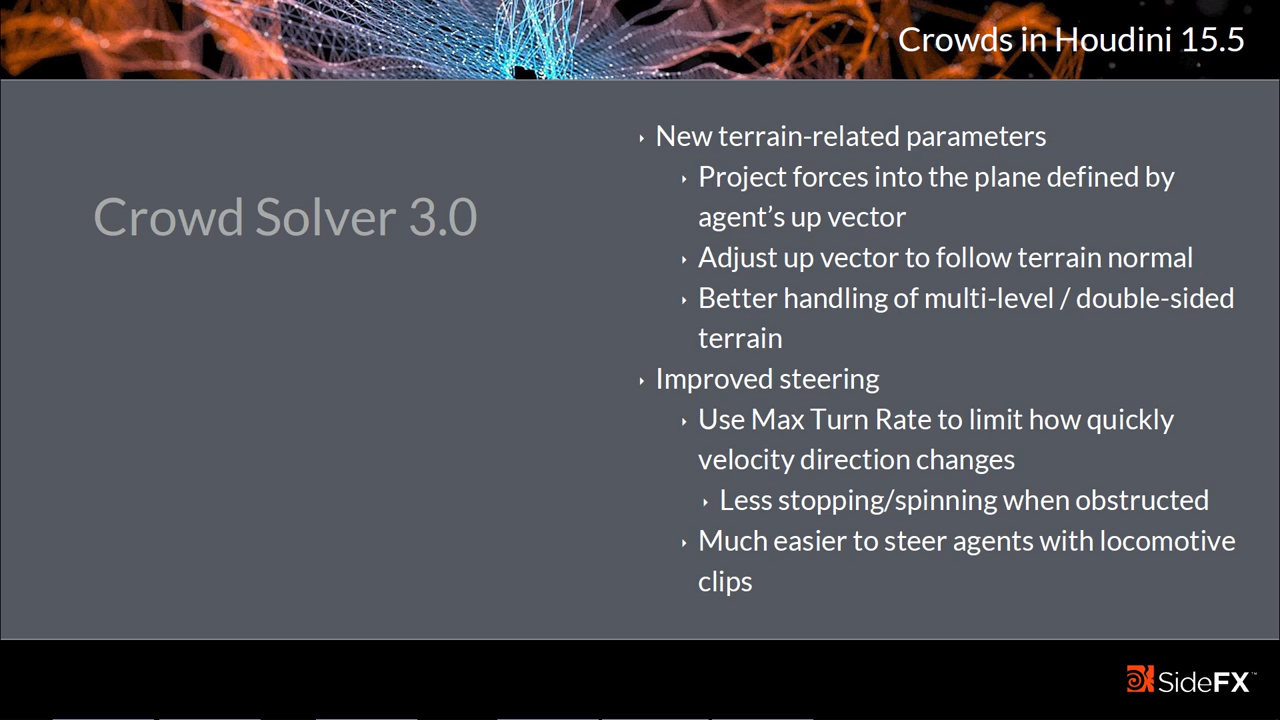 Crowds in Houdini 15.5
Crowd Solver 3.0
New terrain-related parameters
Project forces into the plane defined by
agent’s up vector
Adjust up vector to follow terrain normal
Better handling of multi-level / double-sided
terrain
Improved steering
Use Max Turn Rate to limit how quickly
velocity direction changes
Less stopping/spinning when obstructed
Much easier to steer agents with locomotive
clips
SideFX™